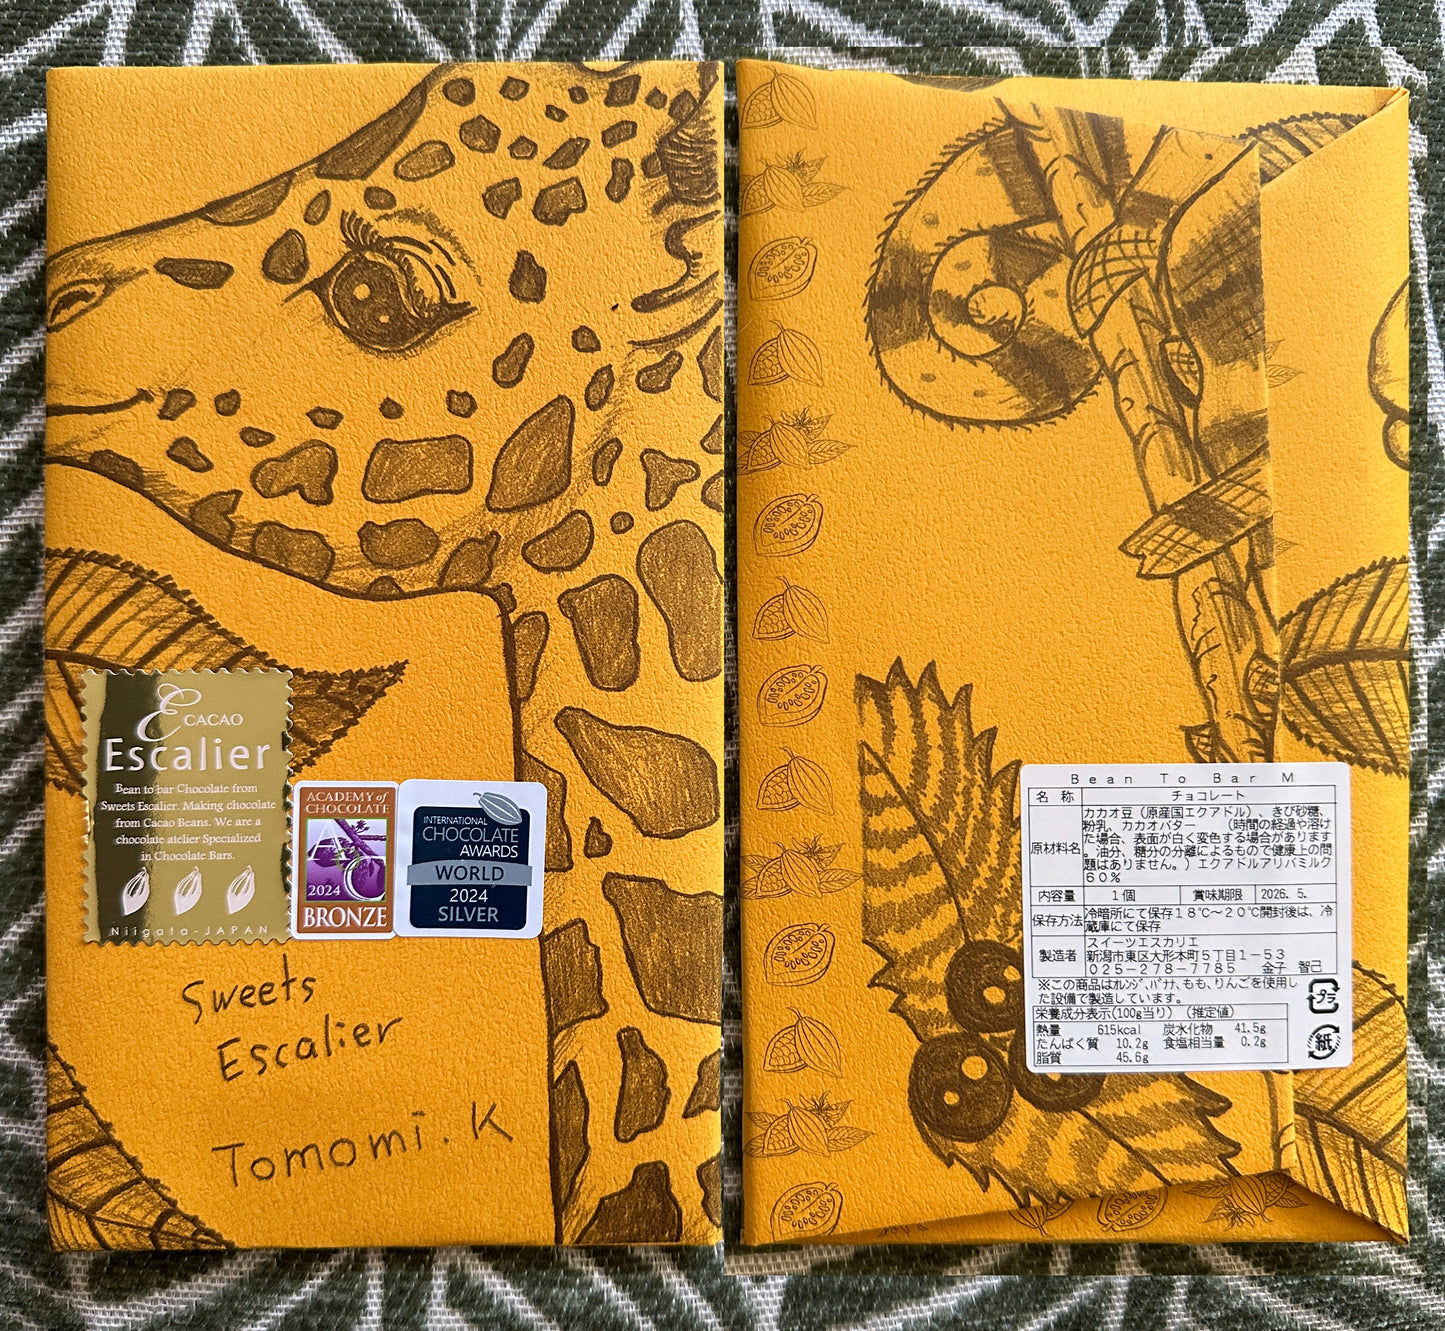 E CACAO
Escalier
Bean to bar Chocolate from
Sweets Escalier. Making chocolate
from Cacao Beans. We are a
chocolate atelier Specialized
in Chocolate Bars.
Niigata-JAPAN
ACADEMY of
CHOCOLATE
2024
BRONZE
INTERNATIONAL
CHOCOLATE
AWARDS
WORLD
2024
SILVER
Sweets
Escalier
Tomomi.K
Bean To Bar M
名 称 チョコレート
原材料名 カカオ豆(原産国エクアドル)、きび砂糖、
粉乳、カカオバター (時間の経過や溶け
た場合、表面が白く変色する場合があります
。油分、糖分の分離によるもので健康上の問
題はありません。)エクアドルアリバミルク
60%
内容量 1個 賞味期限 2026. 5.
保存方法 冷暗所にて保存18℃~20℃開封後は、冷
蔵庫にて保存
製造者 スイーツエスカリエ
新潟市東区大形本町5丁目1-53
025-278-7785 金子 智己
※この商品はオレンジ、バナナ、もも、りんごを使用し
た設備で製造しています。
プラ
紙
栄養成分表示(100g当り) (推定値)
熱量 615kcal 炭水化物 41.5g
たんぱく質 10.2g 食塩相当量 0.2g
脂質 45.6g